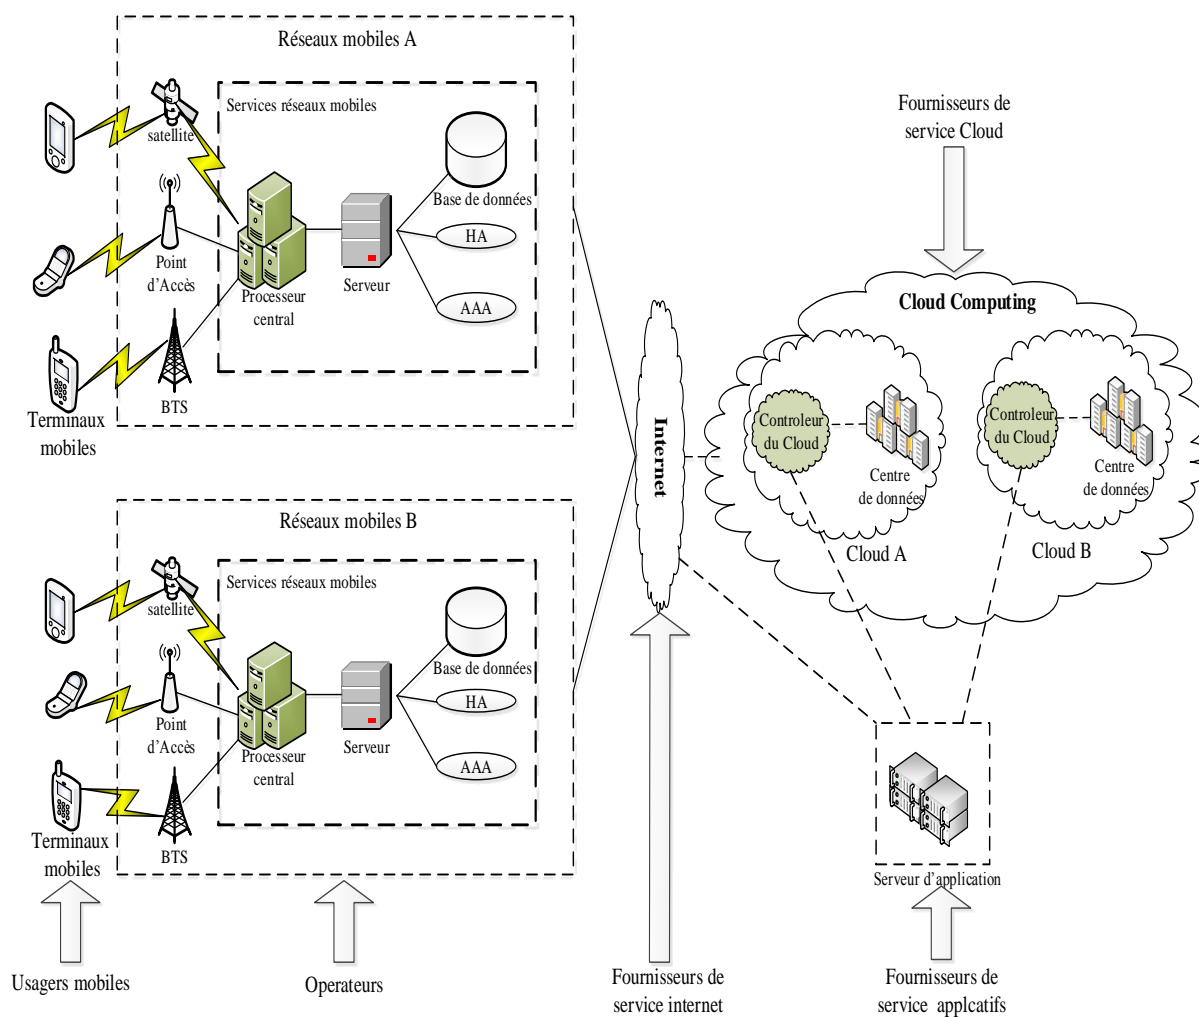 Réseaux mobiles A
Services réseaux mobiles
satellite
Base de données
HA
Point
d'Accès
Serveur
Processeur
central
AAA
BTS
Terminaux
mobiles
Réseaux mobiles B
Services réseaux mobiles
satellite
Base de données
HA
Point
d'Accès
Serveur
Processeur
central
AAA
BTS
Terminaux
mobiles
Usagers mobiles
Operateurs
Internet
Fournisseurs de
service internet
Fournisseurs de
service Cloud
Cloud Computing
Controleur
du Cloud
Centre
de données
Cloud A
Controleur
du Cloud
Centre
de données
Cloud B
Serveur d'application
Fournisseurs de
service applcatifs